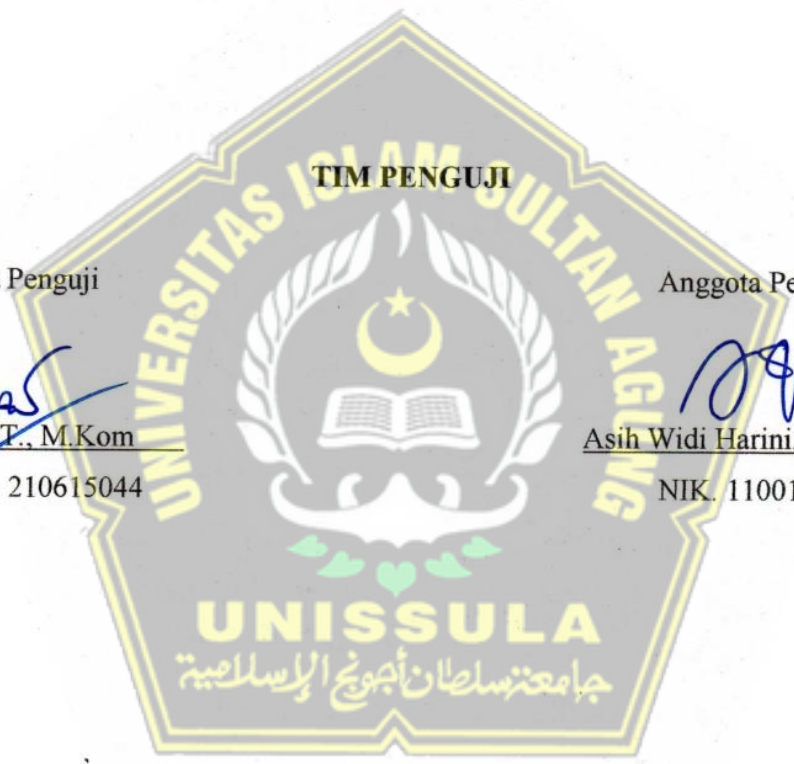 TIM PENGUJI
UNIVERSITAS ISLAM SULTAN AGUNG
Penguji
Anggota Pe
T., M.Kom
Asih Widi Harini
210615044
NIK. 11001
UNISSULA
جامعة سلطان أجونج الإسلامية